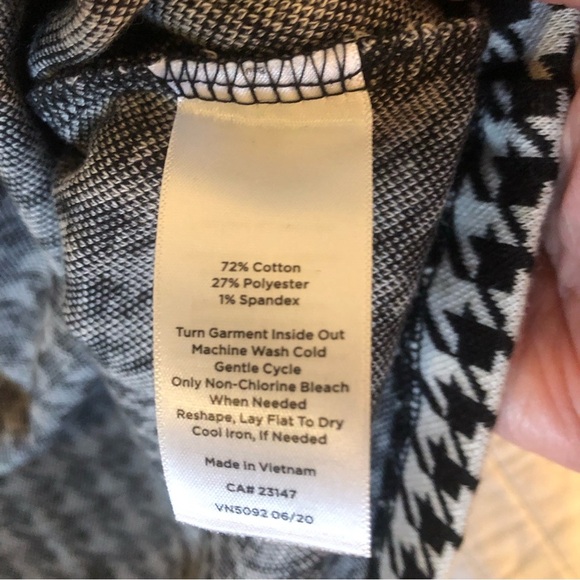 72% Cotton
27% Polyester
1% Spandex
Turn Garment Inside Out
Machine Wash Cold
Gentle Cycle
Only Non-Chlorine Bleach
When Needed
Reshape, Lay Flat To Dry
Cool Iron, If Needed
Made in Vietnam
CA# 23147
VN5092 06/20